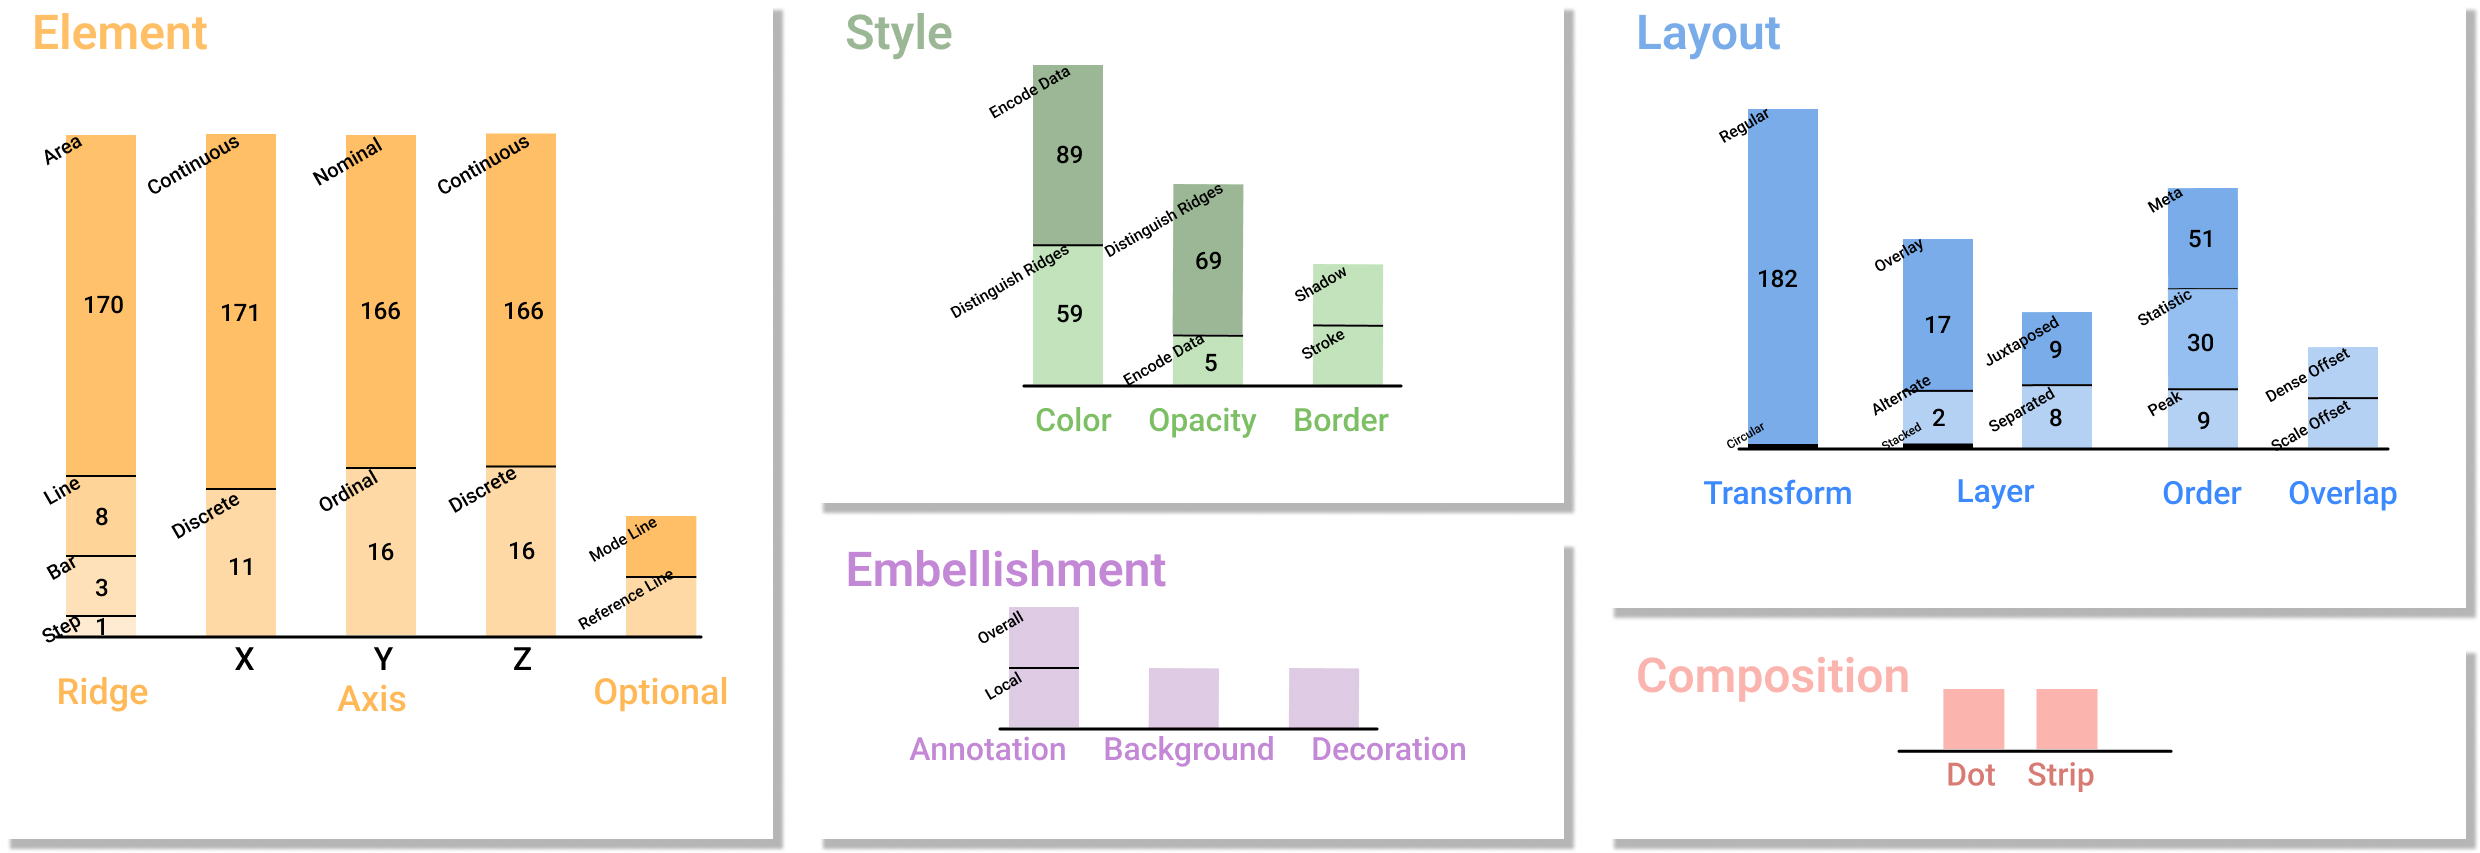 Element
Area
170
Line
8
Bar
3
Step
1
Ridge
Continuous
171
Discrete
11
X
Nominal
166
Ordinal
16
Y
Continuous
166
Discrete
16
Z
Axis
Mode Line
Reference Line
Optional
Style
Encode Data
89
Distinguish Ridges
59
Color
Distinguish Ridges
69
Encode Data
5
Opacity
Shadow
Stroke
Border
Embellishment
Overall
Local
Annotation
Background
Decoration
Layout
Regular
182
Circular
Transform
Overlay
17
Alternate
2
Stacked
Juxtaposed
9
Separated
8
Layer
Meta
51
Statistic
30
Peak
9
Order
Dense Offset
Scale Offset
Overlap
Composition
Dot
Strip